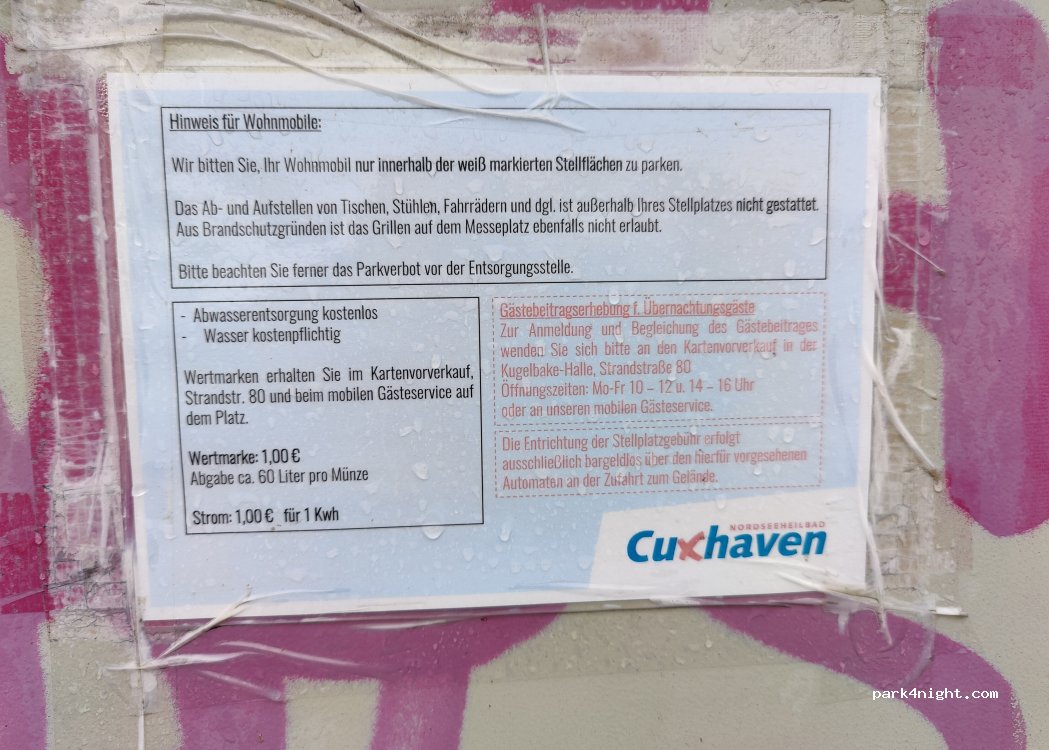 Hinweis für Wohnmobile:
Wir bitten Sie, Ihr Wohnmobil nur innerhalb der weiß markierten Stellflächen zu parken.
Das Ab- und Aufstellen von Tischen, Stühlen, Fahrrädern und dgl. ist außerhalb Ihres Stellplatzes nicht gestattet.
Aus Brandschutzgründen ist das Grillen auf dem Messeplatz ebenfalls nicht erlaubt.
Bitte beachten Sie ferner das Parkverbot vor der Entsorgungsstelle.
- Abwasserentsorgung kostenlos
- Wasser kostenpflichtig
Wertmarken erhalten Sie im Kartenvorverkauf,
Strandstr. 80 und beim mobilen Gästeservice auf
dem Platz.
Wertmarke: 1,00 €
Abgabe ca. 60 Liter pro Münze
Strom: 1,00 € für 1 Kwh
Gästebeitragserhebung f. Übernachtungsgäste
Zur Anmeldung und Begleichung des Gästebeitrages
wenden Sie sich bitte an den Kartenvorverkauf in der
Kugelbake-Halle, Strandstraße 80
Öffnungszeiten: Mo-Fr 10 – 12 u. 14 – 16 Uhr
oder an unseren mobilen Gästeservice.
Die Entrichtung der Stellplatzgebühr erfolgt
ausschließlich bargeldlos über den hierfür vorgesehenen
Automaten an der Zufahrt zum Gelände.
NORDSEEHEILBAD
Cuxhaven
park4night.com